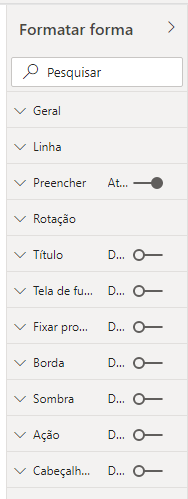 Formatar forma
Pesquisar
Geral
Linha
Preencher At...
Rotação
Título D...
Tela de fu... D...
Fixar pro... D...
Borda D...
Sombra D...
Ação D...
Cabeçalh... D...